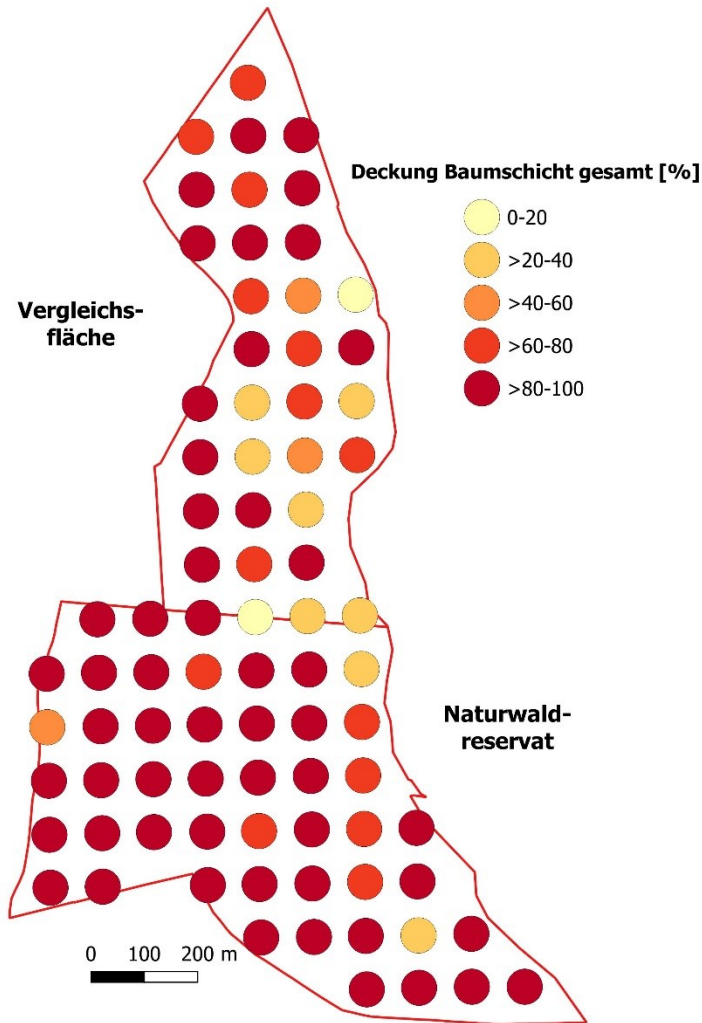 Deckung Baumschicht gesamt [%]
0-20
>20-40
>40-60
>60-80
>80-100
Vergleichs-
fläche
Naturwald-
reservat
0 100 200 m